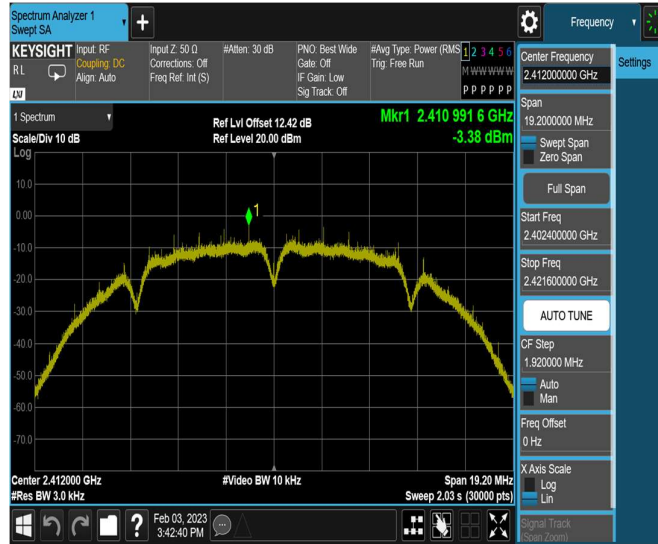 Spectrum Analyzer 1
Swept SA
+
Frequency
KEYSIGHT
Input: RF
Coupling: DC
Align: Auto
Input Z: 50 Ω
Corrections: Off
Freq Ref: Int (S)
#Atten: 30 dB
PNO: Best Wide
Gate: Off
IF Gain: Low
Sig Track: Off
#Avg Type: Power (RMS
Trig: Free Run
1 2 3 4 5 6
M W W W W W
P P P P P P
R L
LXI
1 Spectrum
Scale/Div 10 dB
Log
Ref Lvl Offset 12.42 dB
Ref Level 20.00 dBm
Mkr1 2.410 991 6 GHz
-3.38 dBm
10.0
0.00
-10.0
-20.0
-30.0
-40.0
-50.0
-60.0
-70.0
1
Center 2.412000 GHz
#Res BW 3.0 kHz
#Video BW 10 kHz
Span 19.20 MHz
Sweep 2.03 s (30000 pts)
?
Feb 03, 2023
3:42:40 PM
Center Frequency
2.412000000 GHz
Settings
Span
19.2000000 MHz
Swept Span
Zero Span
Full Span
Start Freq
2.402400000 GHz
Stop Freq
2.421600000 GHz
AUTO TUNE
CF Step
1.920000 MHz
Auto
Man
Freq Offset
0 Hz
X Axis Scale
Log
Lin
Signal Track
(Span Zoom)